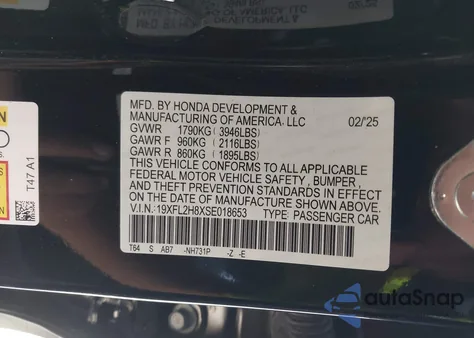 MFD. BY HONDA DEVELOPMENT &
MANUFACTURING OF AMERICA, LLC 02/25
GVWR 1790KG (3946LBS)
GAWR F 960KG (2116LBS)
GAWR R 860KG (1895LBS)
THIS VEHICLE CONFORMS TO ALL APPLICABLE
FEDERAL MOTOR VEHICLE SAFETY, BUMPER,
AND THEFT PREVENTION STANDARDS IN EFFECT
ON THE DATE OF MANUFACTURE SHOWN ABOVE.
V.I.N.:19XFL2H8XSE018653 TYPE: PASSENGER CAR
T64 S AB7 -NH731P -Z -E
T47 A1
autoSnap